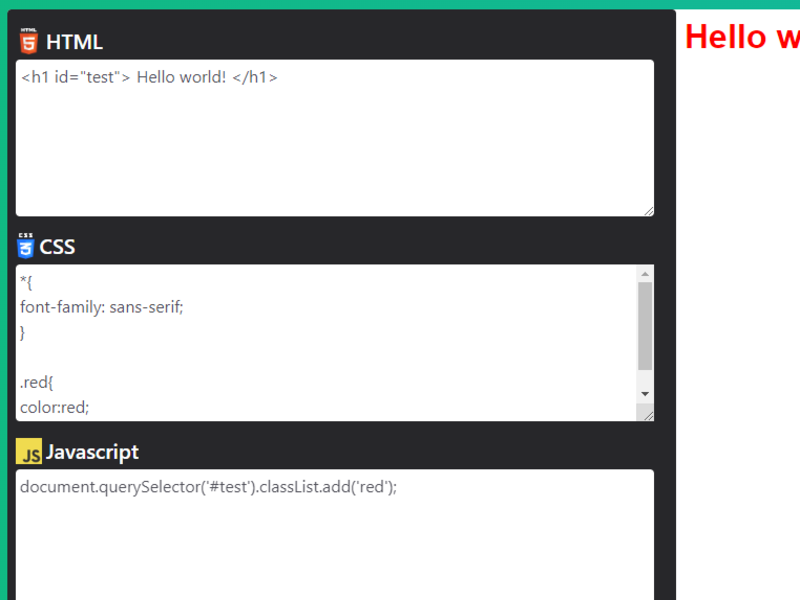 HTML
5
HTML
<h1 id="test"> Hello world! </h1>
CSS
3
CSS
*{
font-family: sans-serif;
}
.red{
color:red;
JS
Javascript
document.querySelector('#test').classList.add('red');
Hello w